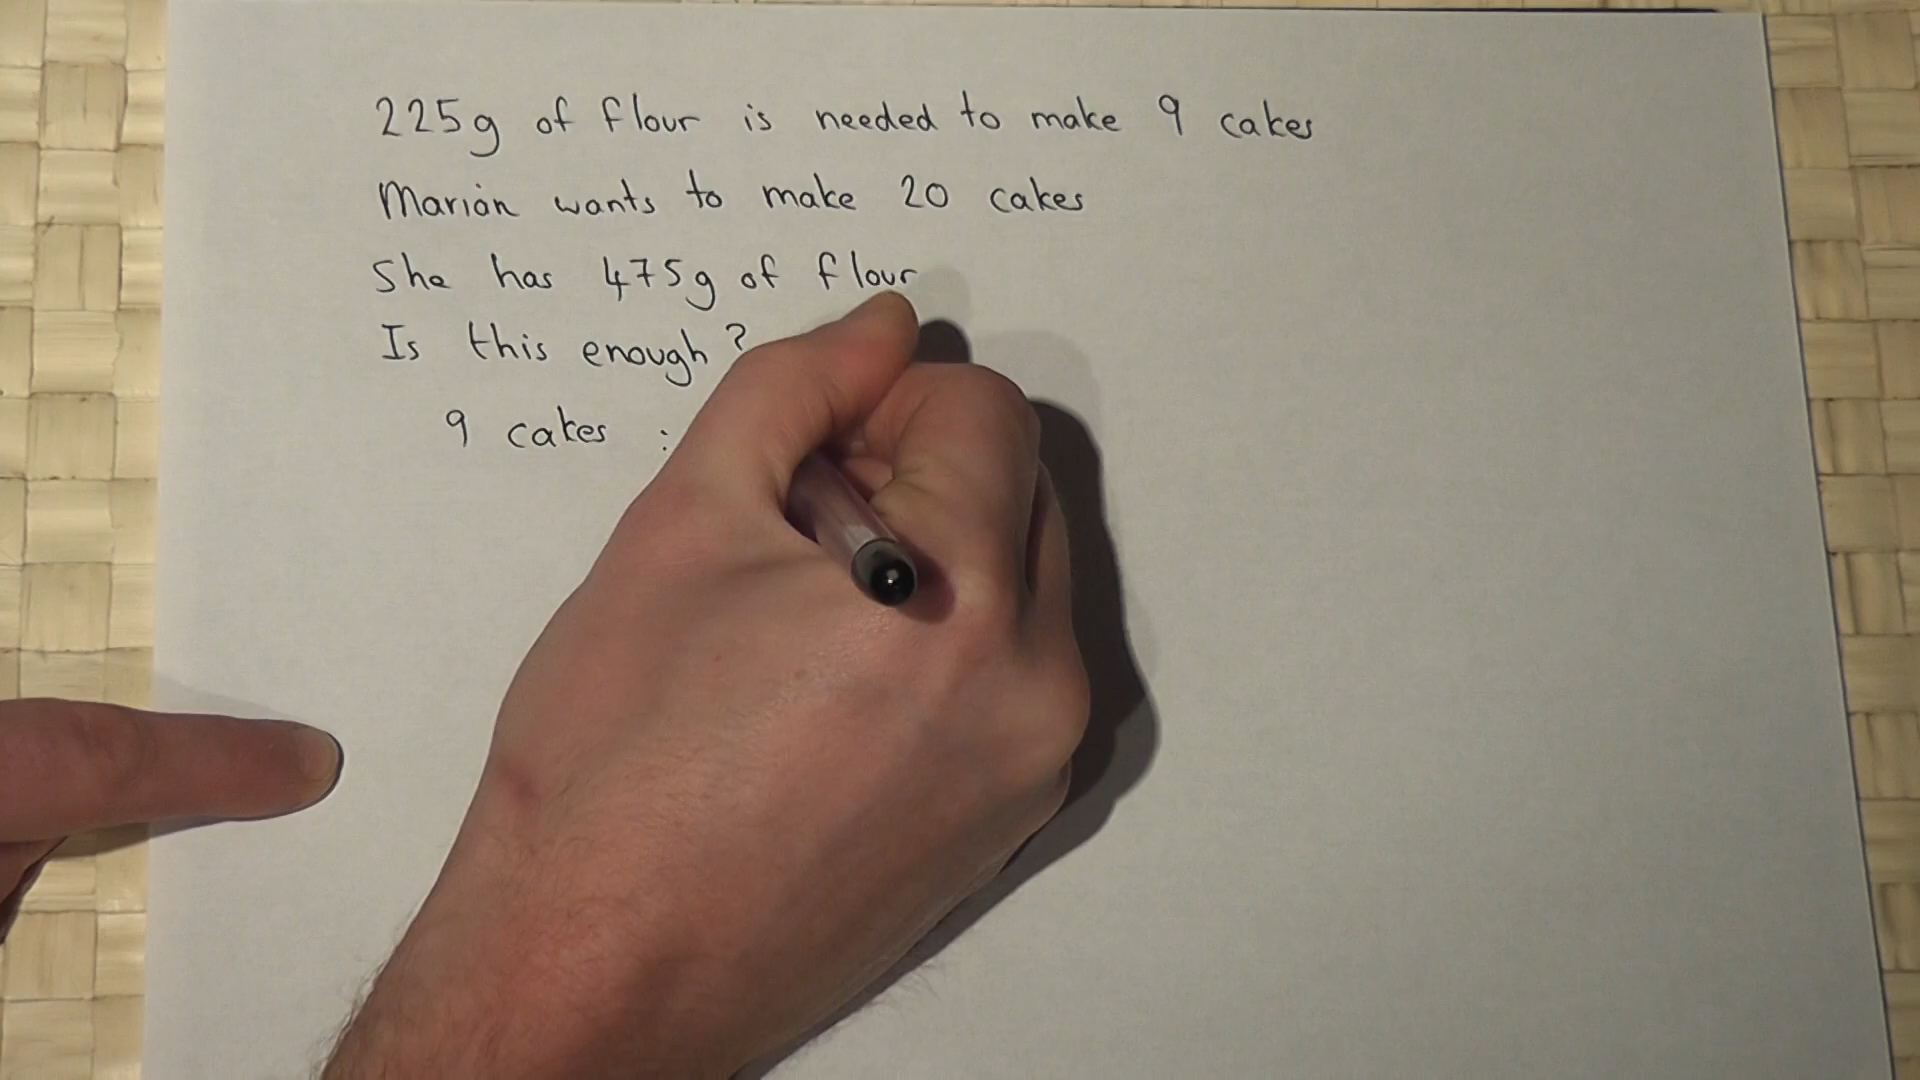 225g of flour is needed to make 9 cakes
Marian wants to make 20 cakes
She has 475g of flour
Is this enough?
9 cakes :